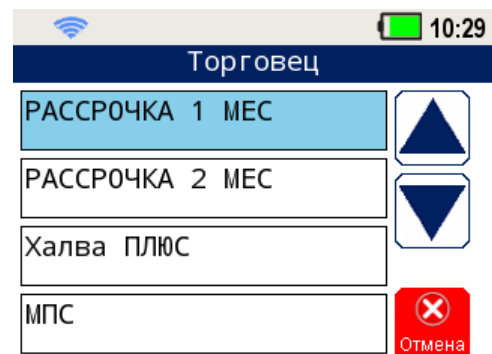 10:29
Торговец
РАССРОЧКА 1 МЕС
РАССРОЧКА 2 МЕС
Халва ПЛЮС
МПС
Отмена